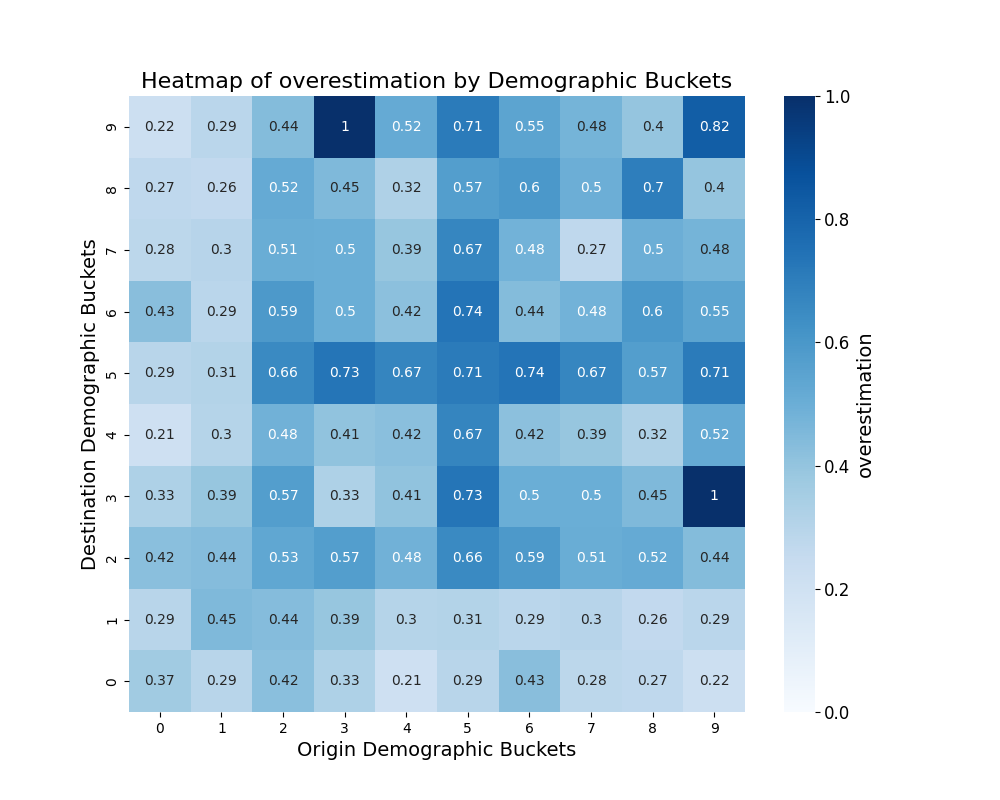 Heatmap of overestimation by Demographic Buckets
9 0.22 0.29 0.44 1 0.52 0.71 0.55 0.48 0.4 0.82
8 0.27 0.26 0.52 0.45 0.32 0.57 0.6 0.5 0.7 0.4
7 0.28 0.3 0.51 0.5 0.39 0.67 0.48 0.27 0.5 0.48
6 0.43 0.29 0.59 0.5 0.42 0.74 0.44 0.48 0.6 0.55
5 0.29 0.31 0.66 0.73 0.67 0.71 0.74 0.67 0.57 0.71
4 0.21 0.3 0.48 0.41 0.42 0.67 0.42 0.39 0.32 0.52
3 0.33 0.39 0.57 0.33 0.41 0.73 0.5 0.5 0.45 1
2 0.42 0.44 0.53 0.57 0.48 0.66 0.59 0.51 0.52 0.44
1 0.29 0.45 0.44 0.39 0.3 0.31 0.29 0.3 0.26 0.29
0 0.37 0.29 0.42 0.33 0.21 0.29 0.43 0.28 0.27 0.22
0 1 2 3 4 5 6 7 8 9
Origin Demographic Buckets
Destination Demographic Buckets
1.0
0.8
0.6
0.4
0.2
0.0
overestimation